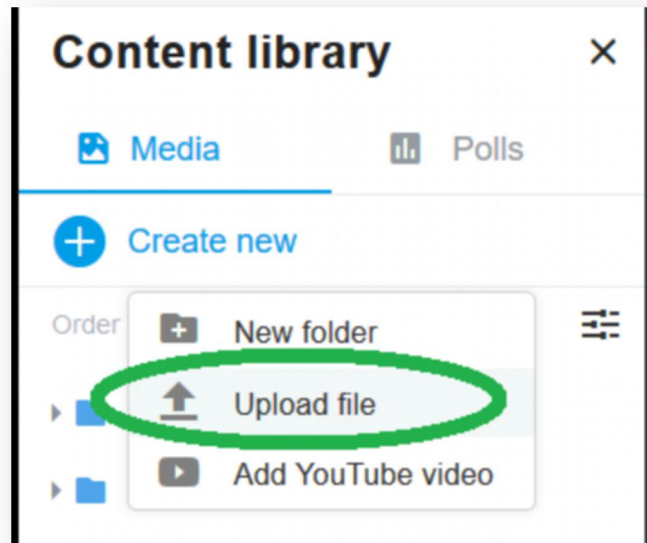 Content library
Media
Polls
Create new
Order
New folder
Upload file
Add YouTube video